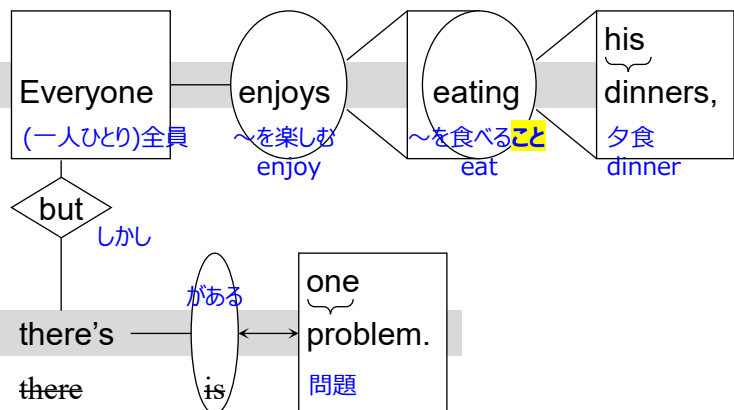 his
Everyone enjoys eating dinners,
(一人ひとり)全員 ～を楽しむ ～を食べること 夕食
enjoy eat dinner
but
しかし
one
がある
there's problem.
there is 問題